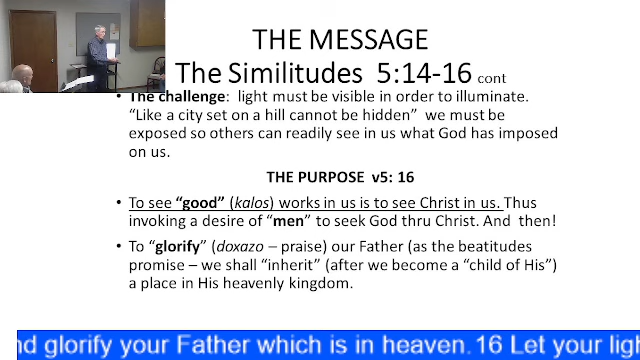 THE MESSAGE
The Similitudes 5:14-16 cont
• The challenge: light must be visible in order to illuminate.
“Like a city set on a hill cannot be hidden” we must be
exposed so others can readily see in us what God has imposed
on us.
THE PURPOSE v5: 16
• To see “good” (kalos) works in us is to see Christ in us. Thus
invoking a desire of “men” to seek God thru Christ. And then!
• To “glorify” (doxazo – praise) our Father (as the beatitudes
promise – we shall “inherit” (after we become a “child of His”)
a place in His heavenly kingdom.
nd glorify your Father which is in heaven.16 Let your ligh